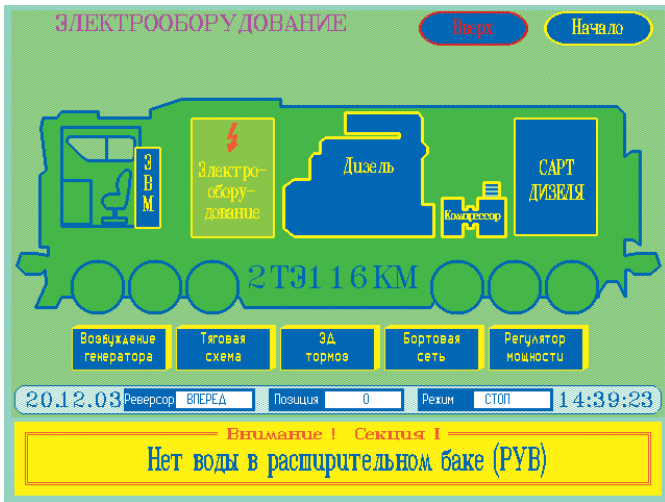 ЭЛЕКТРООБОРУДОВАНИЕ
Вверх
Начало
ЭВМ
Электро-
обору-
дование
Дизель
Компрессор
САРТ
ДИЗЕЛЯ
2ТЭ116КМ
Возбуждение
генератора
Тяговая
схема
ЭД
тормоз
Бортовая
сеть
Регулятор
мощности
20.12.03 Реверсор ВПЕРЕД Позиция 0 Режим СТОП 14:39:23
Внимание ! Секция I
Нет воды в расширительном баке (РУВ)